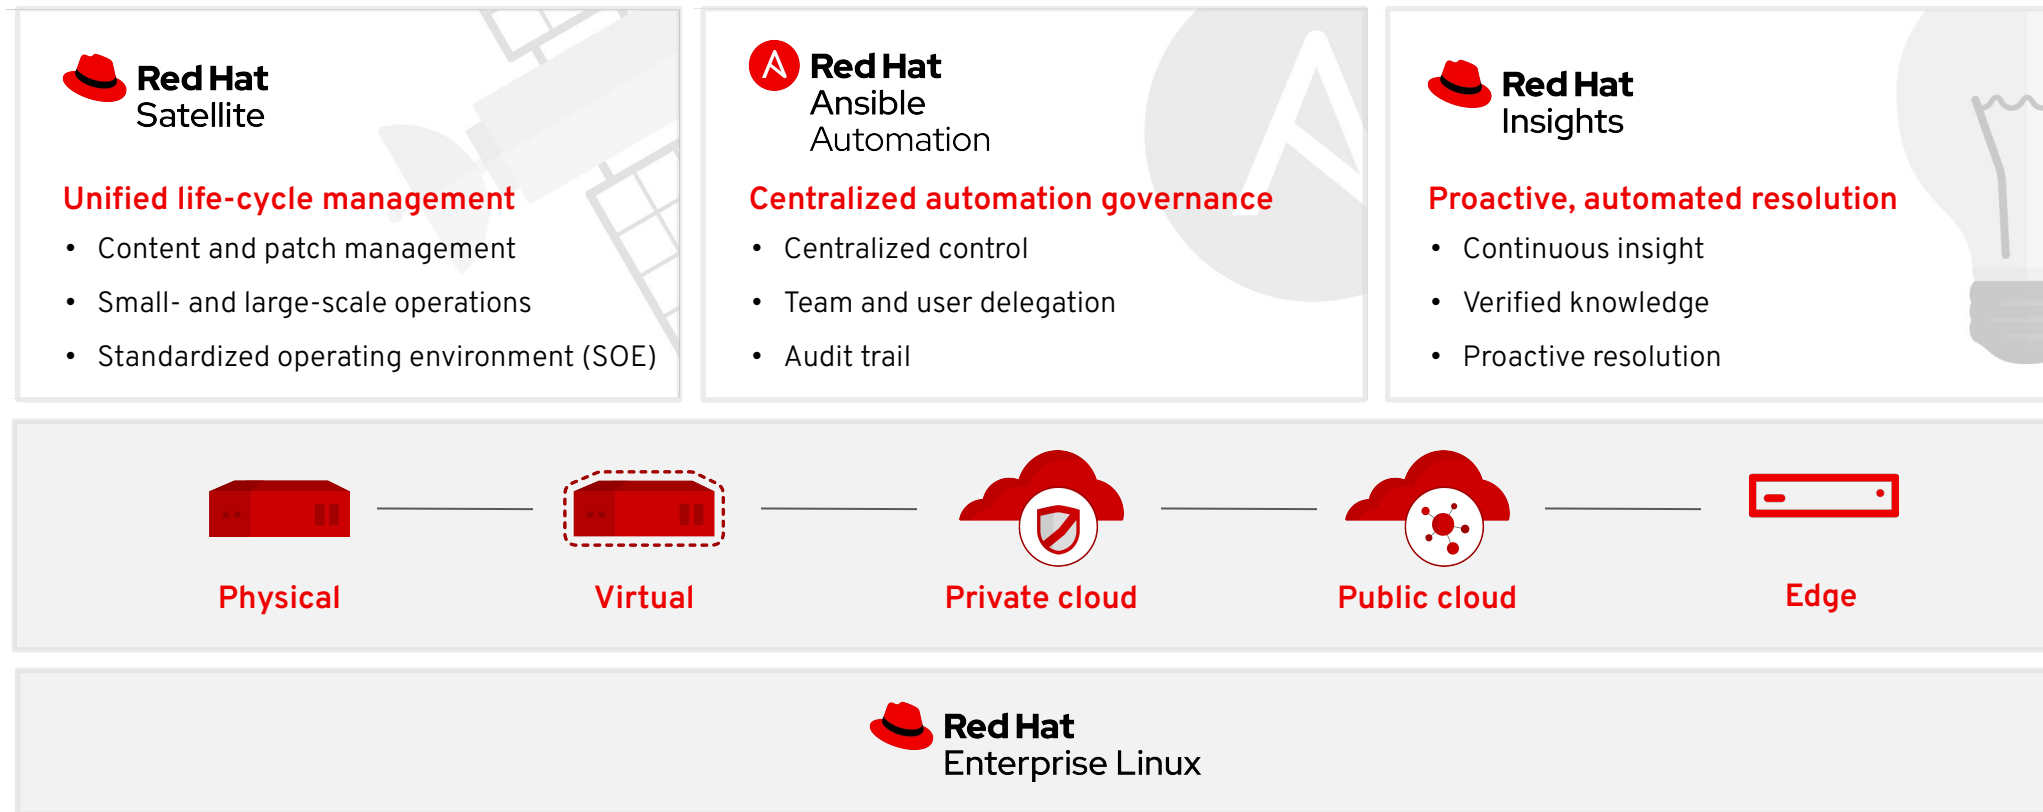 Red Hat
Satellite
Unified life-cycle management
• Content and patch management
• Small- and large-scale operations
• Standardized operating environment (SOE)
Red Hat
Ansible
Automation
Centralized automation governance
• Centralized control
• Team and user delegation
• Audit trail
Red Hat
Insights
Proactive, automated resolution
• Continuous insight
• Verified knowledge
• Proactive resolution
Physical
Virtual
Private cloud
Public cloud
Edge
Red Hat
Enterprise Linux